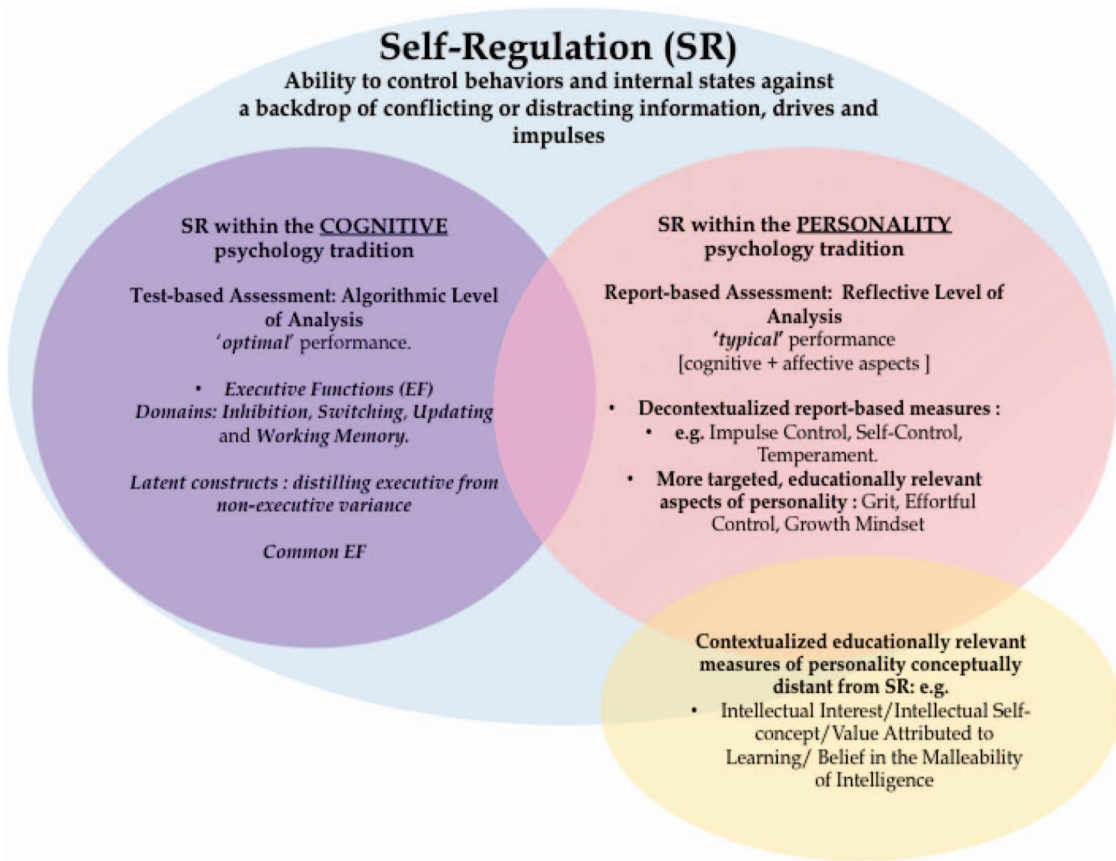 Self-Regulation (SR)
Ability to control behaviors and internal states against
a backdrop of conflicting or distracting information, drives and
impulses
SR within the COGNITIVE
psychology tradition
Test-based Assessment: Algorithmic Level
of Analysis
'optimal' performance.
• Executive Functions (EF)
Domains: Inhibition, Switching, Updating
and Working Memory.
Latent constructs : distilling executive from
non-executive variance
Common EF
SR within the PERSONALITY
psychology tradition
Report-based Assessment: Reflective Level of
Analysis
'typical' performance
[cognitive + affective aspects ]
• Decontextualized report-based measures :
• e.g. Impulse Control, Self-Control,
Temperament.
• More targeted, educationally relevant
aspects of personality : Grit, Effortful
Control, Growth Mindset
Contextualized educationally relevant
measures of personality conceptually
distant from SR: e.g.
• Intellectual Interest/Intellectual Self-
concept/Value Attributed to
Learning/ Belief in the Malleability
of Intelligence